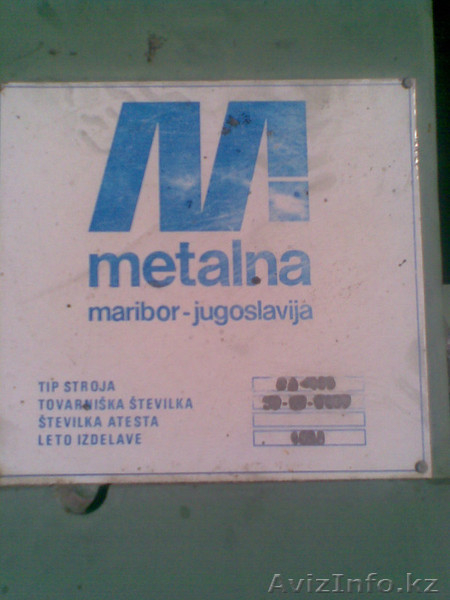 M
metalna
maribor-jugoslavija
TIP STROJA
TOVARNIŠKA ŠTEVILKA
ŠTEVILKA ATESTA
LETO IZDELAVE
AvizInfo.kz